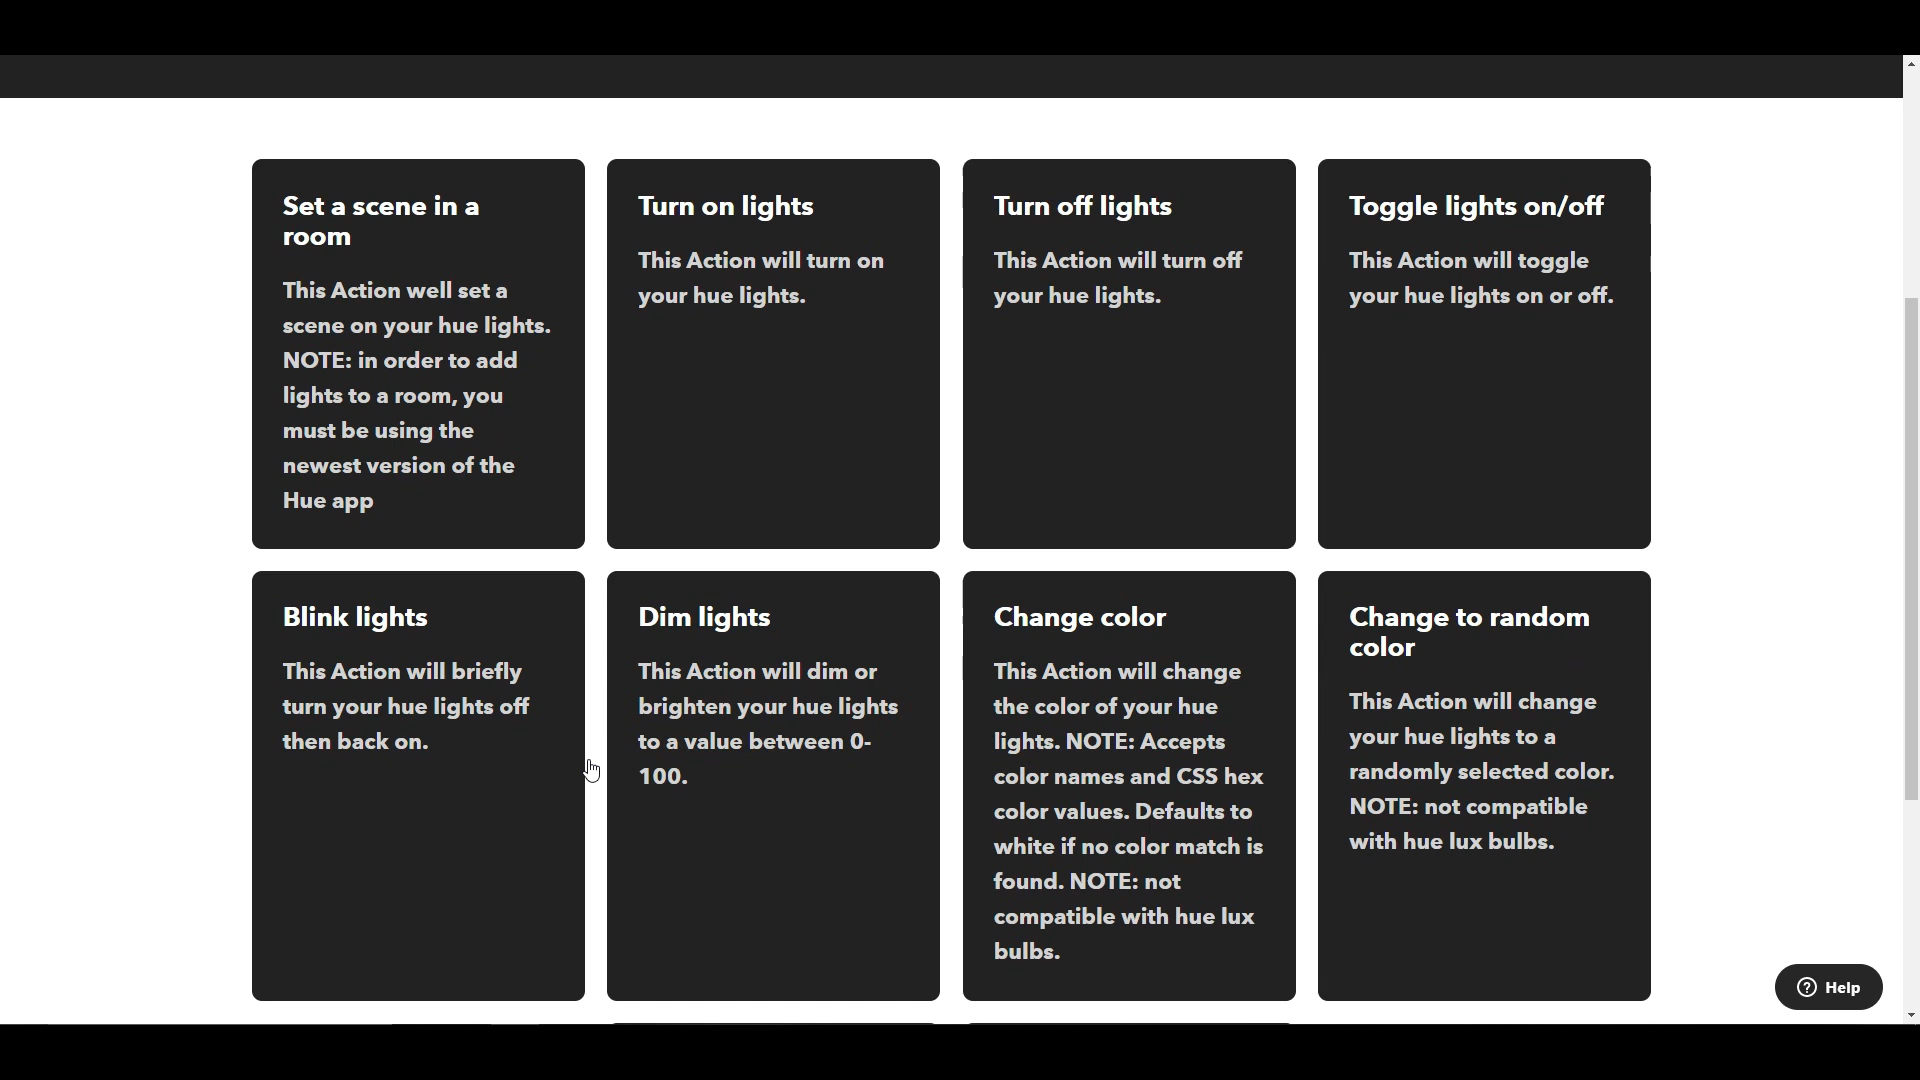 Set a scene in a
room
This Action well set a
scene on your hue lights.
NOTE: in order to add
lights to a room, you
must be using the
newest version of the
Hue app
Turn on lights
This Action will turn on
your hue lights.
Turn off lights
This Action will turn off
your hue lights.
Toggle lights on/off
This Action will toggle
your hue lights on or off.
Blink lights
This Action will briefly
turn your hue lights off
then back on.
Dim lights
This Action will dim or
brighten your hue lights
to a value between 0-
100.
Change color
This Action will change
the color of your hue
lights. NOTE: Accepts
color names and CSS hex
color values. Defaults to
white if no color match is
found. NOTE: not
compatible with hue lux
bulbs.
Change to random
color
This Action will change
your hue lights to a
randomly selected color.
NOTE: not compatible
with hue lux bulbs.
Help